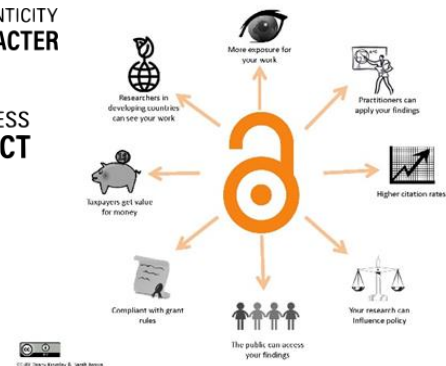 NTICITY
ACTER
ESS
CT
More exposure for
your work
Practitioners can
apply your findings
Higher citation rates
Your research can
influence policy
The public can access
your findings
Compliant with grant
rules
Taxpayers get value
for money
Researchers in
developing countries
can see your work